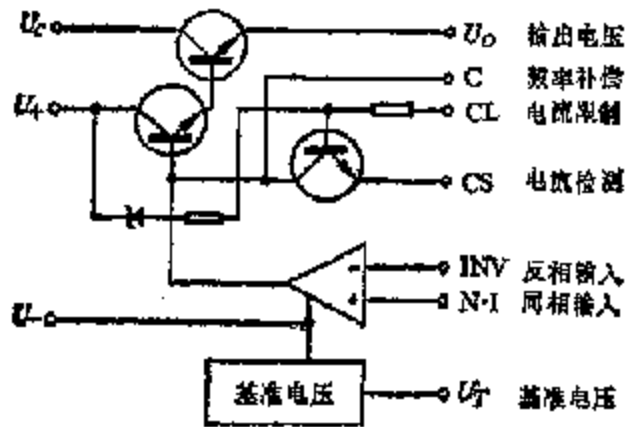 Uc
Uo 输出电压
C 频率补偿
U+
CL 电流限制
CS 电流检测
-
INV 反相输入
+
N·I 同相输入
U-
基准电压
基准电压